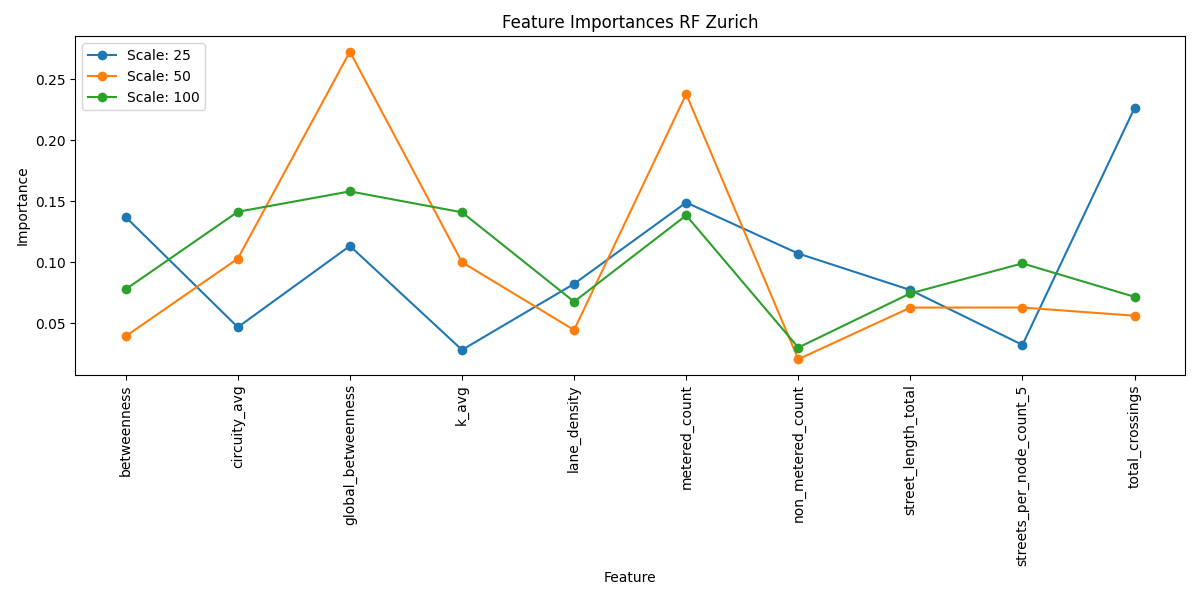 Feature Importances RF Zurich
Scale: 25
Scale: 50
Scale: 100
Importance
0.25
0.20
0.15
0.10
0.05
betweenness
circuity_avg
global_betweenness
k_avg
lane_density
metered_count
non_metered_count
street_length_total
streets_per_node_count_5
total_crossings
Feature